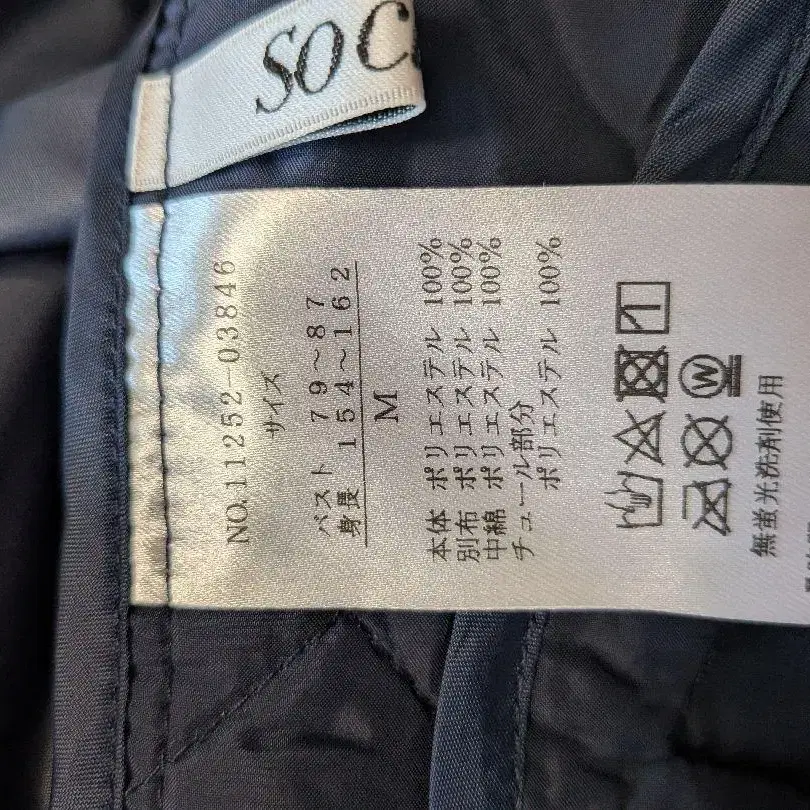 SO C
NO.11252-03846
サイズ
バスト 79～87
身長 154～162
M
本体 ポリエステル 100%
別布 ポリエステル 100%
中綿 ポリエステル 100%
チュール部分
ポリエステル 100%
W
無蛍光洗剤使用